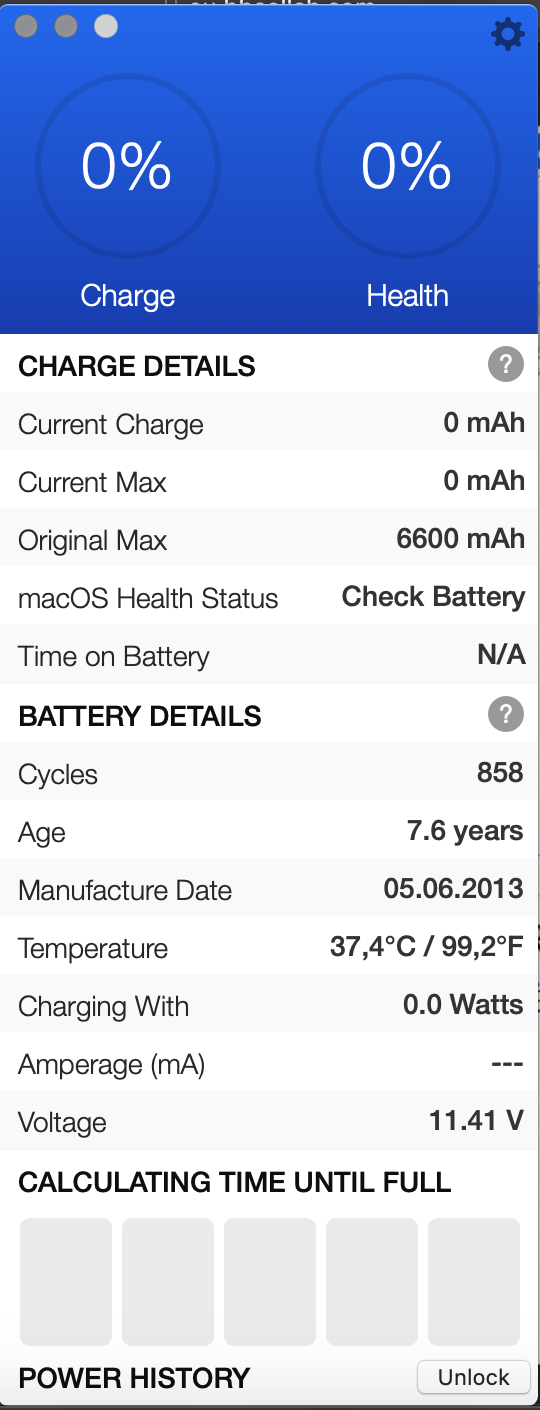 0%
0%
Charge
Health
CHARGE DETAILS ?
Current Charge 0 mAh
Current Max 0 mAh
Original Max 6600 mAh
macOS Health Status Check Battery
Time on Battery N/A
BATTERY DETAILS ?
Cycles 858
Age 7.6 years
Manufacture Date 05.06.2013
Temperature 37,4°C / 99,2°F
Charging With 0.0 Watts
Amperage (mA) ---
Voltage 11.41 V
CALCULATING TIME UNTIL FULL
POWER HISTORY Unlock